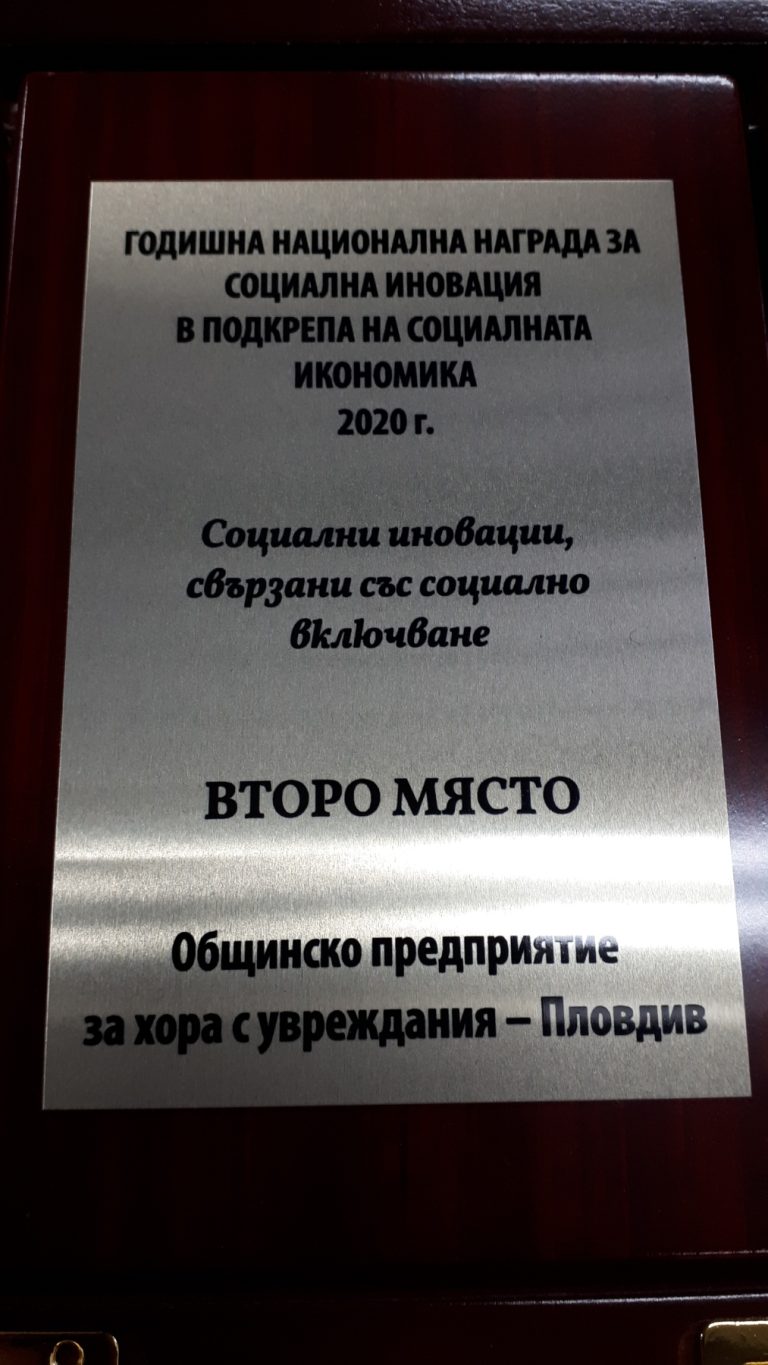 ГОДИШНА НАЦИОНАЛНА НАГРАДА ЗА
СОЦИАЛНА ИНОВАЦИЯ
В ПОДКРЕПА НА СОЦИАЛНАТА
ИКОНОМИКА
2020 г.
Социални иновации,
свързани със социално
включване
ВТОРО МЯСТО
Общинско предприятие
за хора с увреждания – Пловдив